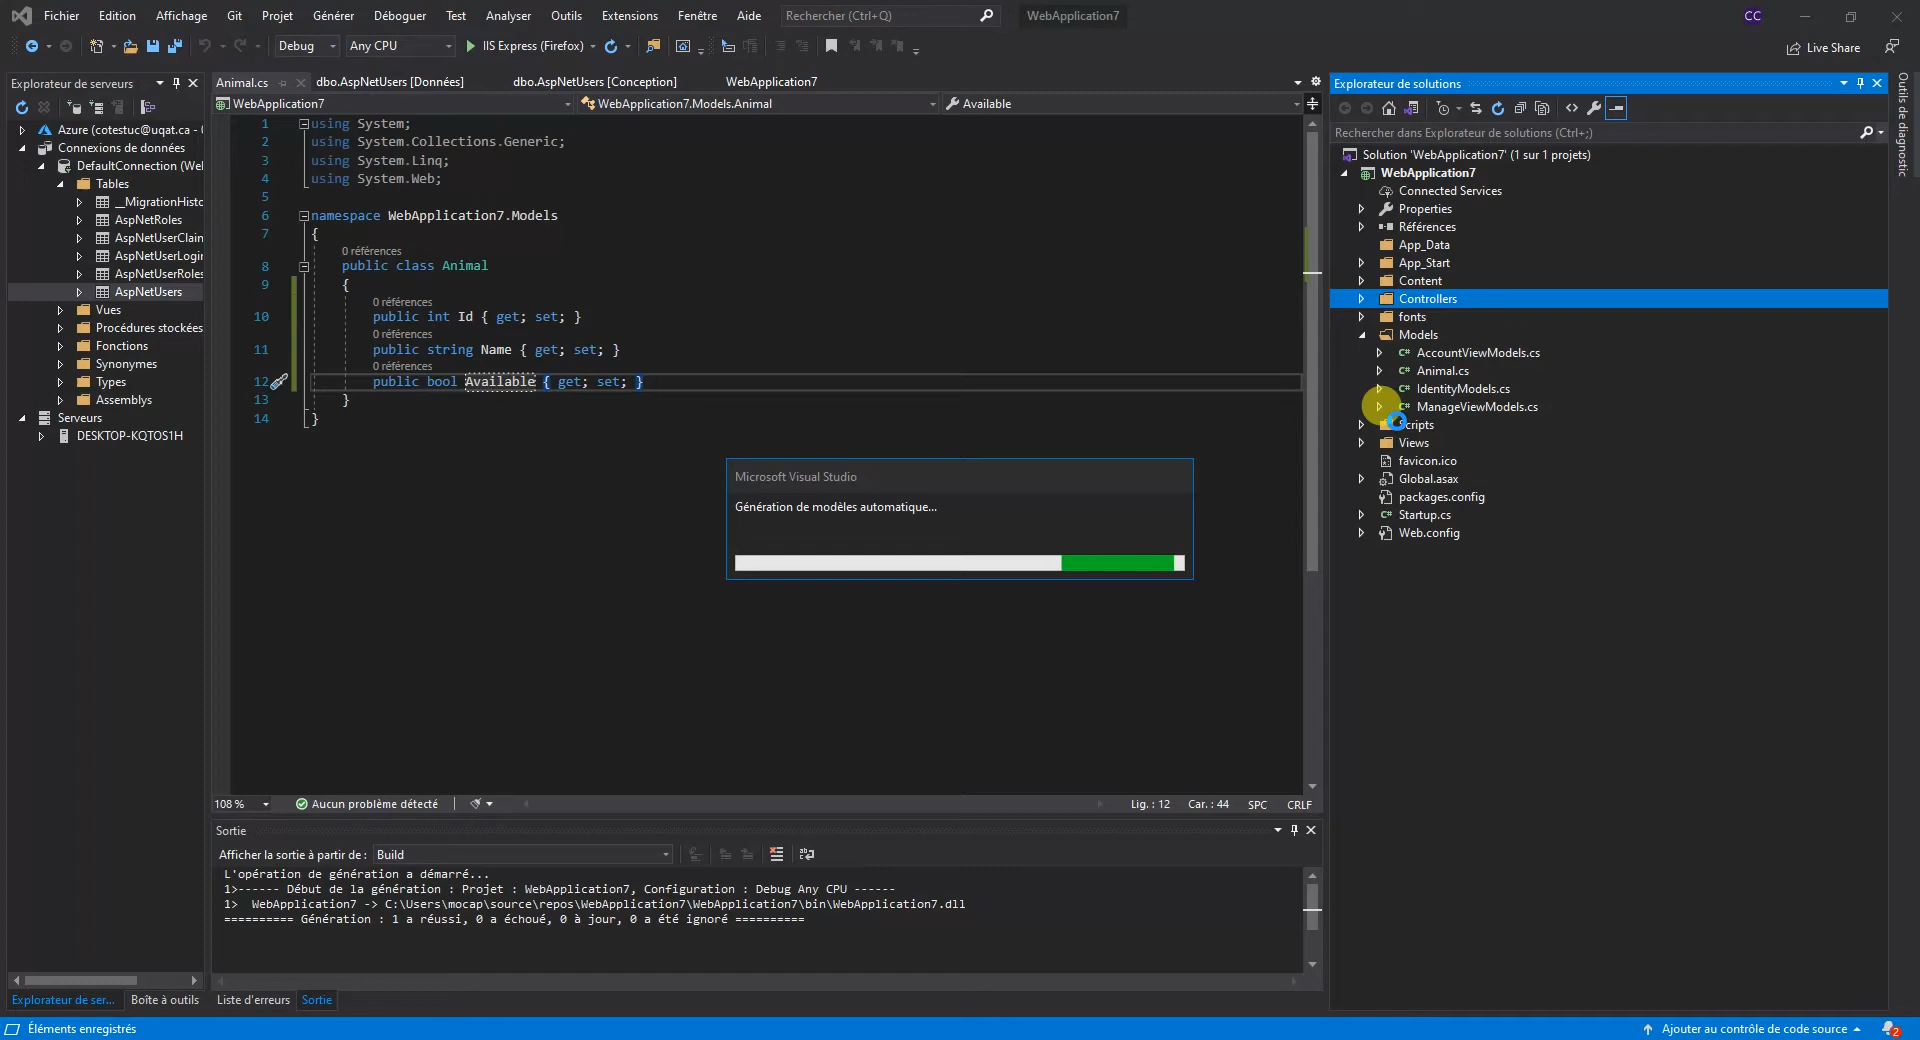 Fichier Edition Affichage Git Projet Générer Déboguer Test Analyser Outils Extensions Fenêtre Aide Rechercher (Ctrl+Q) WebApplication7 CC
Debug Any CPU IIS Express (Firefox) Live Share
Explorateur de serveurs
Azure (cotestuc@uqat.ca - 
Connexions de données
DefaultConnection (We
Tables
__MigrationHisto
AspNetRoles
AspNetUserClain
AspNetUserLogi
AspNetUserRoles
AspNetUsers
Vues
Procédures stockées
Fonctions
Synonymes
Types
Assemblys
Serveurs
DESKTOP-KQTOS1H
Explorateur de ser... Boîte à outils
Animal.cs dbo.AspNetUsers [Données] dbo.AspNetUsers [Conception] WebApplication7
WebApplication7 WebApplication7.Models.Animal Available
1 using System;
2 using System.Collections.Generic;
3 using System.Linq;
4 using System.Web;
5
6 namespace WebApplication7.Models
7 {
0 références
8 public class Animal
9 {
0 références
10 public int Id { get; set; }
0 références
11 public string Name { get; set; }
0 références
12 public bool Available { get; set; }
13 }
14 }
Microsoft Visual Studio
Génération de modèles automatique...
108 % Aucun problème détecté Lig. : 12 Car. : 44 SPC CRLF
Sortie
Afficher la sortie à partir de : Build
L'opération de génération a démarré...
1>------ Début de la génération : Projet : WebApplication7, Configuration : Debug Any CPU ------
1>  WebApplication7 -> C:\Users\mocap\source\repos\WebApplication7\WebApplication7\bin\WebApplication7.dll
========== Génération : 1 a réussi, 0 a échoué, 0 à jour, 0 a été ignoré ==========
Liste d'erreurs Sortie
Explorateur de solutions
Rechercher dans Explorateur de solutions (Ctrl+;)
Solution 'WebApplication7' (1 sur 1 projets)
WebApplication7
Connected Services
Properties
Références
App_Data
App_Start
Content
Controllers
fonts
Models
C# AccountViewModels.cs
C# Animal.cs
C# IdentityModels.cs
C# ManageViewModels.cs
cripts
Views
favicon.ico
Global.asax
packages.config
C# Startup.cs
Web.config
Outils de diagnostic
Éléments enregistrés Ajouter au contrôle de code source 2